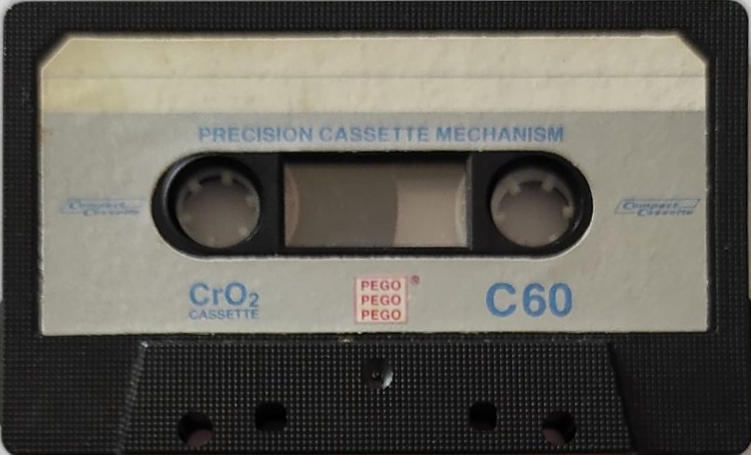 PRECISION CASSETTE MECHANISM
Compact
Cassette
Compact
Cassette
CrO2
CASSETTE
PEGO ®
PEGO
PEGO
C60